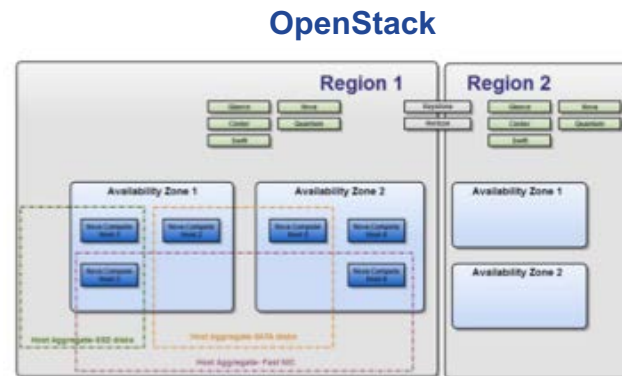 OpenStack
Region 1
Region 2
Glance
Nova
Keystone
Glance
Nova
Cinder
Quantum
Horizon
Cinder
Quantum
Swift
Swift
Availability Zone 1
Availability Zone 2
Availability Zone 1
Nova Compute
Nova Compute
Nova Compute
Nova Compute
Nova Compute
Nova Compute
Availability Zone 2
Host Aggregate- SSD disks
Host Aggregate-SATA disks
Host Aggregate- Fast NIC